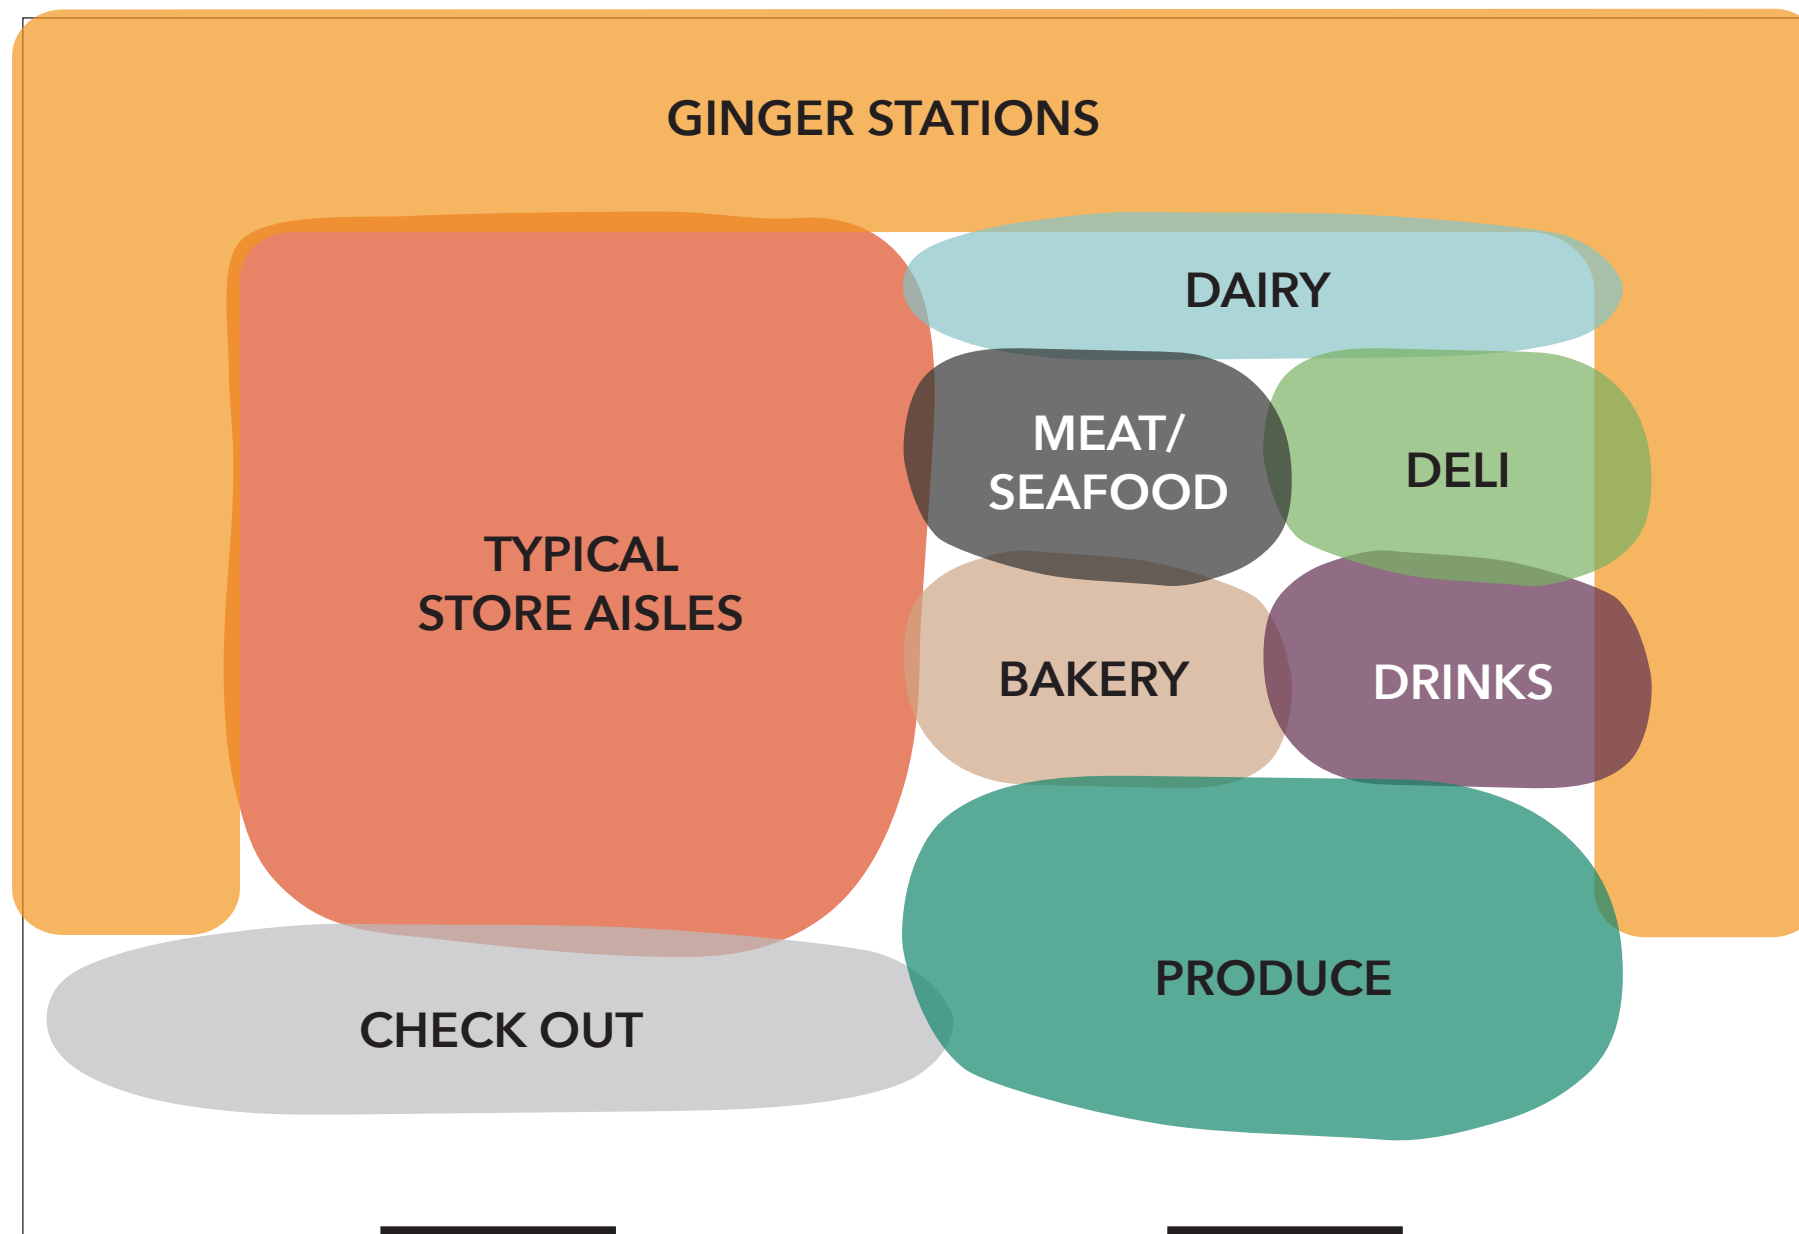 GINGER STATIONS
DAIRY
MEAT/
SEAFOOD
DELI
TYPICAL
STORE AISLES
BAKERY
DRINKS
PRODUCE
CHECK OUT